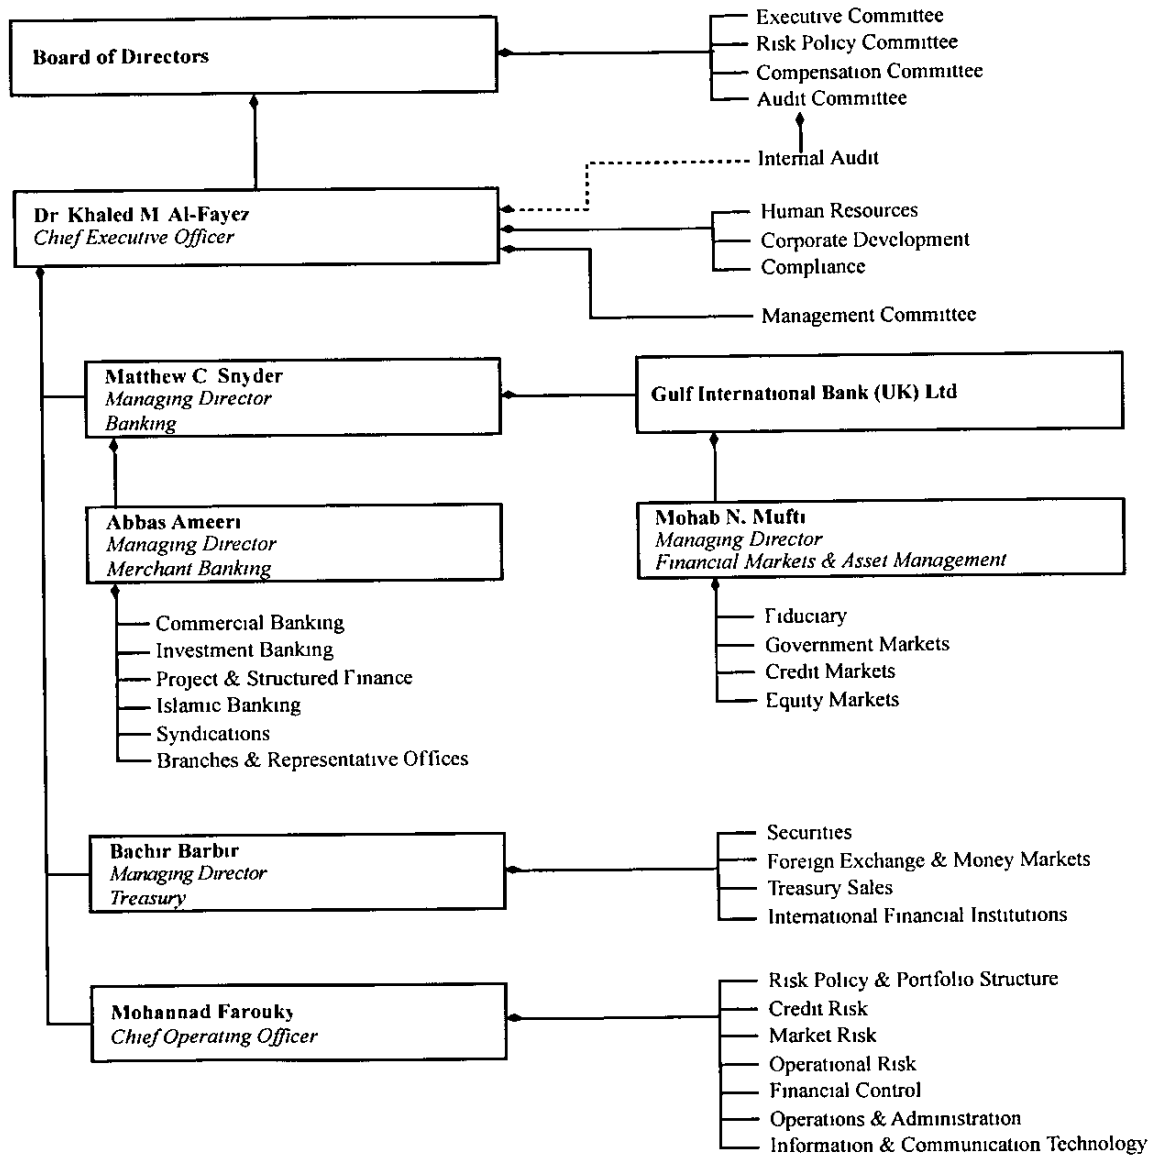 Executive Committee
Risk Policy Committee
Board of Directors
Compensation Committee
Audit Committee
Internal Audit
Dr Khaled M Al-Fayez
Chief Executive Officer
Human Resources
Corporate Development
Compliance
Management Committee
Matthew C Snyder
Managing Director
Banking
Gulf International Bank (UK) Ltd
Abbas Ameeri
Managing Director
Merchant Banking
Mohab N. Mufti
Managing Director
Financial Markets & Asset Management
Commercial Banking
Investment Banking
Project & Structured Finance
Islamic Banking
Syndications
Branches & Representative Offices
Fiduciary
Government Markets
Credit Markets
Equity Markets
Bachir Barbir
Managing Director
Treasury
Securities
Foreign Exchange & Money Markets
Treasury Sales
International Financial Institutions
Mohannad Farouky
Chief Operating Officer
Risk Policy & Portfolio Structure
Credit Risk
Market Risk
Operational Risk
Financial Control
Operations & Administration
Information & Communication Technology